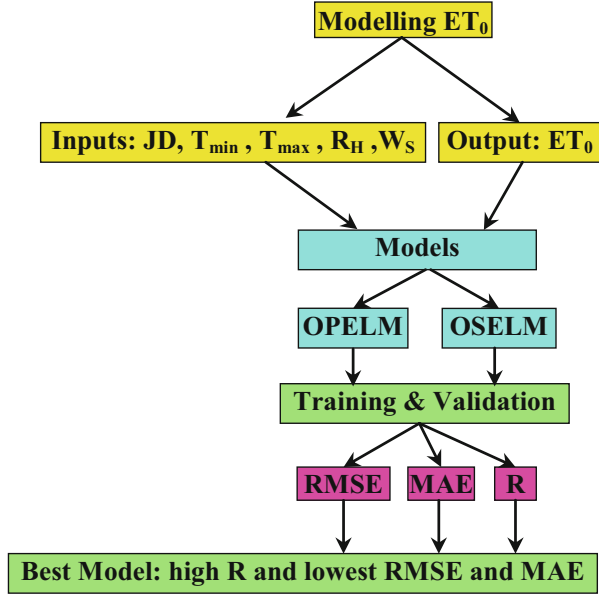 Modelling ET₀
Inputs: JD, Tmin , Tmax , RH ,WS
Output: ET₀
Models
OPELM
OSELM
Training & Validation
RMSE
MAE
R
Best Model: high R and lowest RMSE and MAE